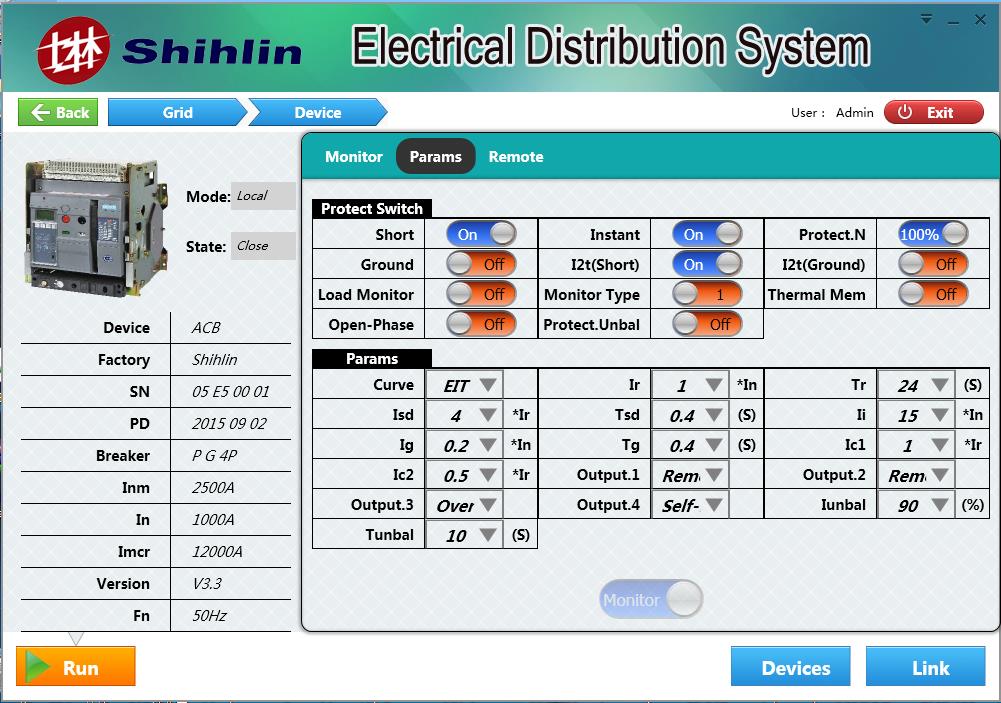 Shihlin
Electrical Distribution System
Back Grid Device User : Admin Exit
Mode: Local
State: Close
Device ACB
Factory Shihlin
SN 05 E5 00 01
PD 2015 09 02
Breaker P G 4P
Inm 2500A
In 1000A
Imcr 12000A
Version V3.3
Fn 50Hz
Monitor Params Remote
Protect Switch
Short On Instant On Protect.N 100%
Ground Off I2t(Short) On I2t(Ground) Off
Load Monitor Off Monitor Type 1 Thermal Mem Off
Open-Phase Off Protect.Unbal Off
Params
Curve EIT Ir 1 *In Tr 24 (S)
Isd 4 *Ir Tsd 0.4 (S) Ii 15 *In
Ig 0.2 *In Tg 0.4 (S) Ic1 1 *Ir
Ic2 0.5 *Ir Output.1 Rem Output.2 Rem
Output.3 Over Output.4 Self- Iunbal 90 (%)
Tunbal 10 (S)
Monitor
Run Devices Link